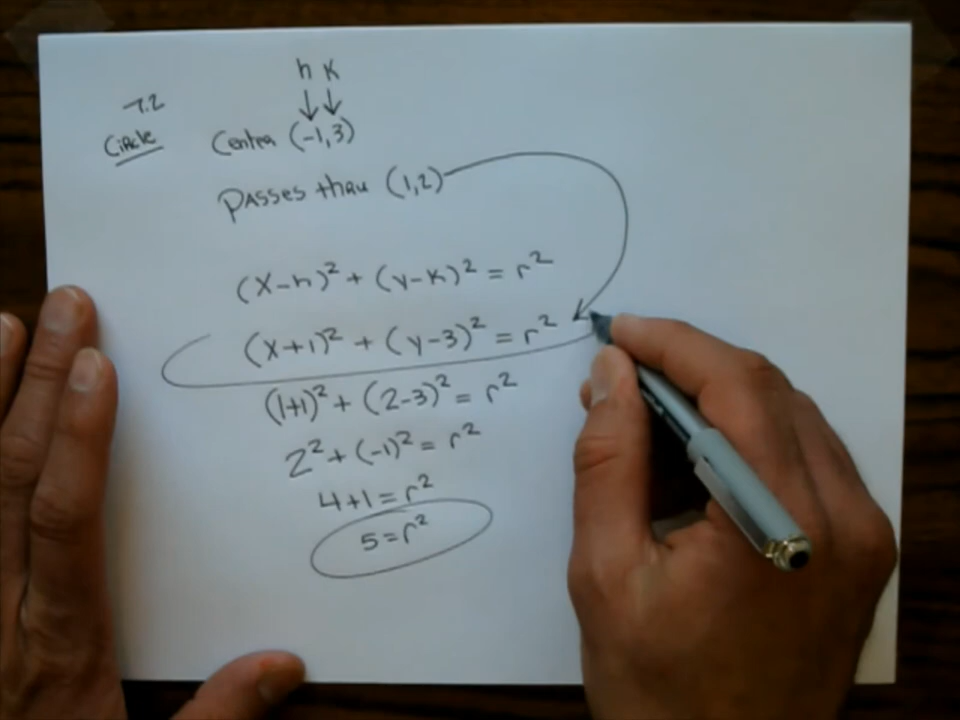 h k
7.2
Circle Center (-1,3)
Passes thru (1,2)
(x-h)² + (y-k)² = r²
(x+1)² + (y-3)² = r²
(1+1)² + (2-3)² = r²
2² + (-1)² = r²
4+1 = r²
5 = r²